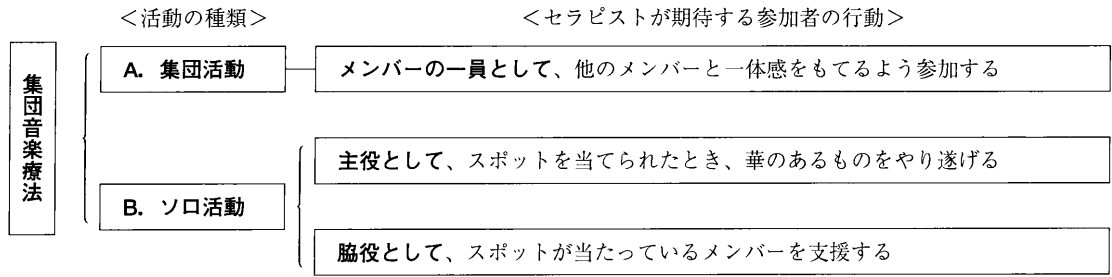 ＜活動の種類＞
＜セラピストが期待する参加者の行動＞
集団音楽療法
A. 集団活動
メンバーの一員として、他のメンバーと一体感をもてるよう参加する
B. ソロ活動
主役として、スポットを当てられたとき、華のあるものをやり遂げる
脇役として、スポットが当たっているメンバーを支援する